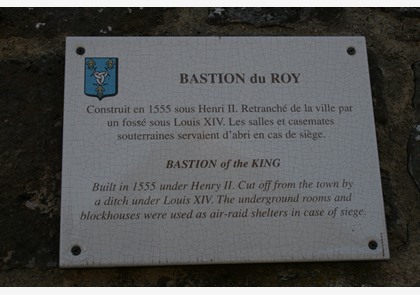 BASTION du ROY
Construit en 1555 sous Henri II. Retranché de la ville par
un fossé sous Louis XIV. Les salles et casemates
souterraines servaient d'abri en cas de siège.
BASTION of the KING
Built in 1555 under Henry II. Cut off from the town by
a ditch under Louis XIV. The underground rooms and
blockhouses were used as air-raid shelters in case of siege.